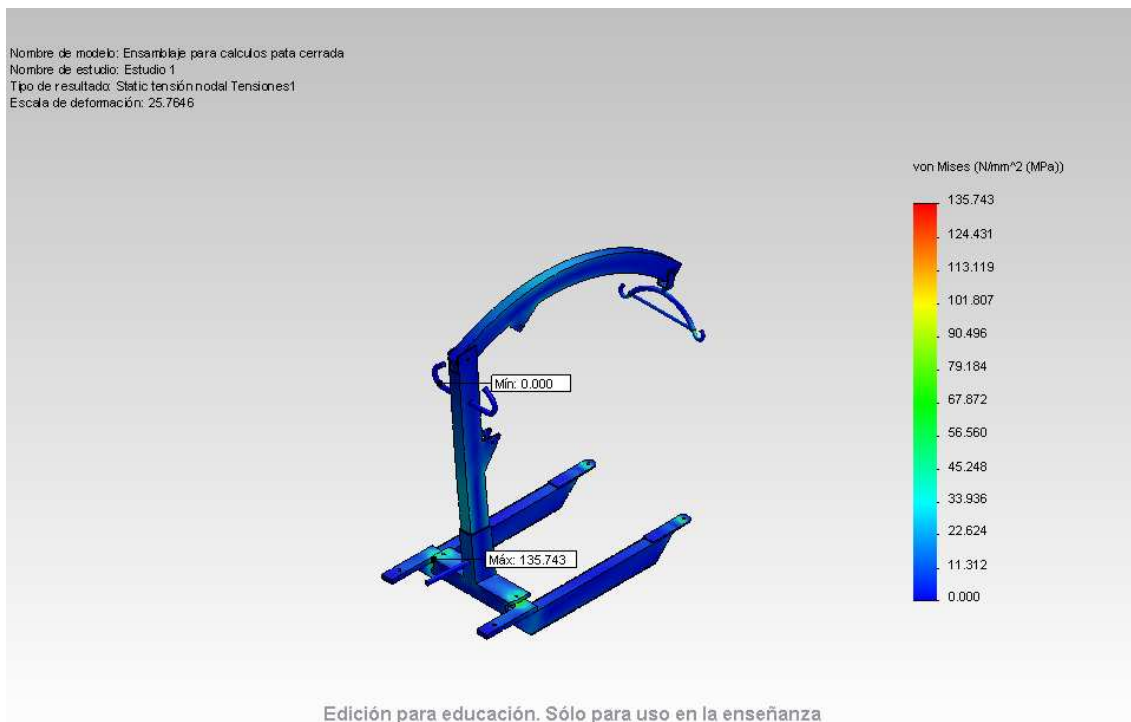 Nombre de modelo: Ensamblaje para calculos pata cerrada
Nombre de estudio: Estudio 1
Tipo de resultado: Static tensión nodal Tensiones1
Escala de deformación: 25.7646
von Mises (N/mm^2 (MPa))
135.743
124.431
113.119
101.807
90.496
79.184
67.872
56.560
45.248
33.936
22.624
11.312
0.000
Mín: 0.000
Máx: 135.743
Edición para educación. Sólo para uso en la enseñanza